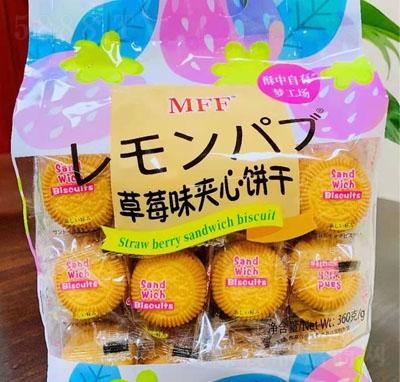 酥中自有
梦工场
MFF
レモンパブ®
草莓味夹心·饼干
Straw berry sandwich biscuit
Sand
Wich
Biscuits
Sand
Wich
Biscuits
Sand
Wich
Biscuits
Sand
Wich
Biscuits
Sand
Wich
Biscuits
净含量/Net Wt: 360克/g